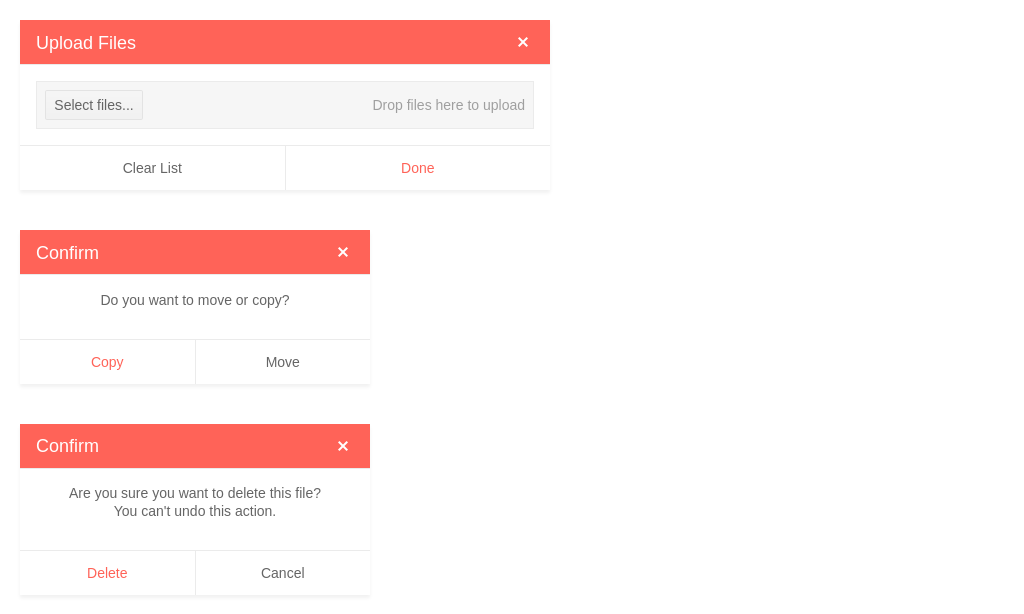 Upload Files
Select files... Drop files here to upload
Clear List Done
Confirm
Do you want to move or copy?
Copy Move
Confirm
Are you sure you want to delete this file?
You can't undo this action.
Delete Cancel